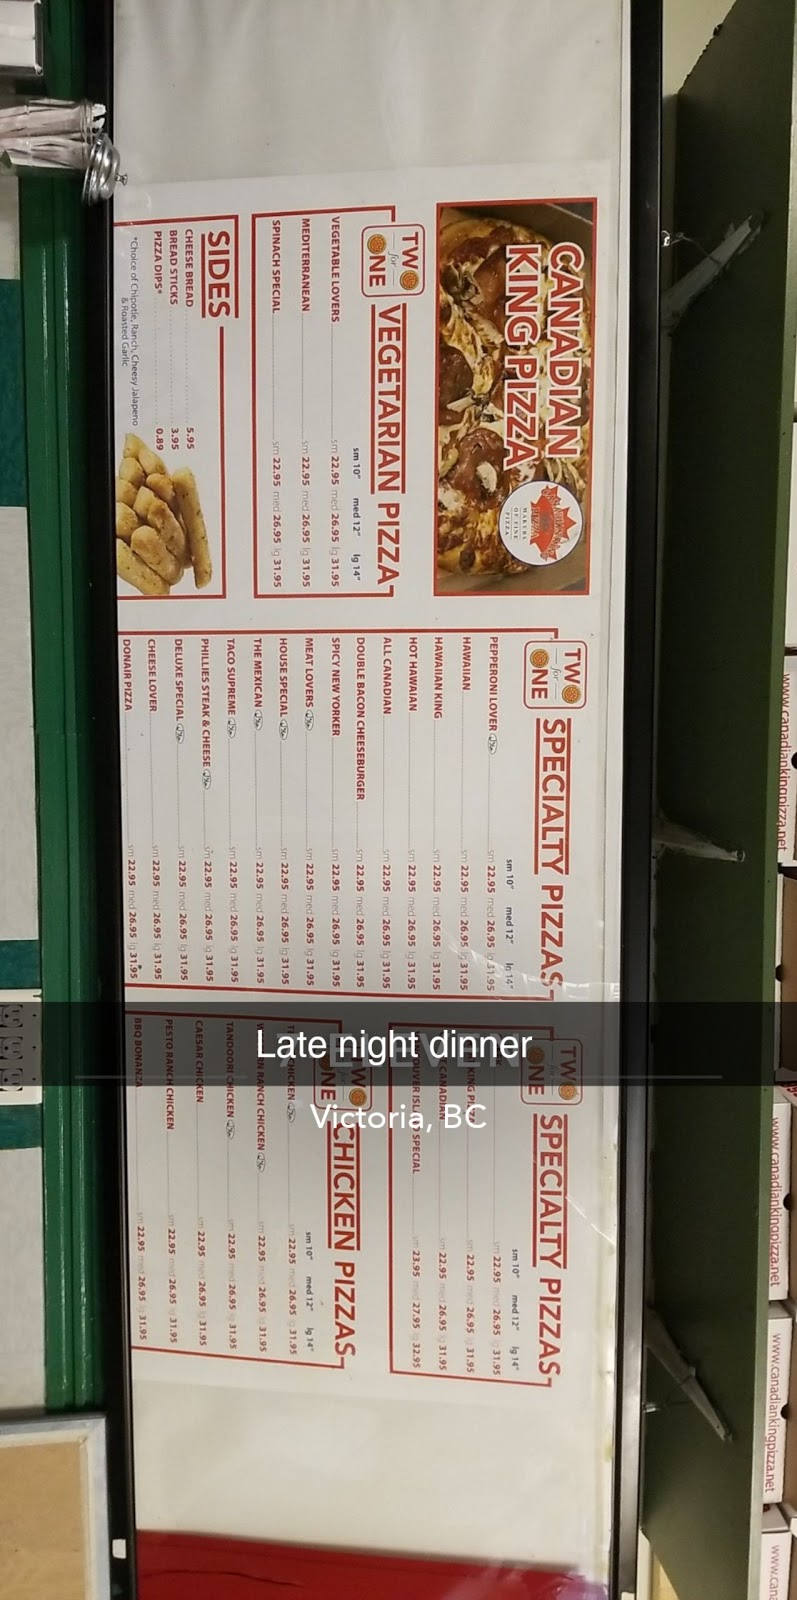 CANADIAN
KING PIZZA
MAKERS
OF FINE
PIZZA
TWO
for
ONE
VEGETARIAN PIZZA
sm 10" med 12" lg 14"
VEGETABLE LOVERS sm 22.95 med 26.95 lg 31.95
MEDITERRANEAN sm 22.95 med 26.95 lg 31.95
SPINACH SPECIAL sm 22.95 med 26.95 lg 31.95
SIDES
CHEESE BREAD 5.95
BREAD STICKS 3.95
PIZZA DIPS* 0.89
*Choice of Chipotle, Ranch, Cheesy Jalapeno
& Roasted Garlic
TWO
for
ONE
SPECIALTY PIZZAS
sm 10" med 12" lg 14"
PEPPERONI LOVER sm 22.95 med 26.95 lg 31.95
HAWAIIAN sm 22.95 med 26.95 lg 31.95
HAWAIIAN KING sm 22.95 med 26.95 lg 31.95
HOT HAWAIIAN sm 22.95 med 26.95 lg 31.95
ALL CANADIAN sm 22.95 med 26.95 lg 31.95
DOUBLE BACON CHEESEBURGER sm 22.95 med 26.95 lg 31.95
SPICY NEW YORKER sm 22.95 med 26.95 lg 31.95
MEAT LOVERS sm 22.95 med 26.95 lg 31.95
HOUSE SPECIAL sm 22.95 med 26.95 lg 31.95
THE MEXICAN sm 22.95 med 26.95 lg 31.95
TACO SUPREME sm 22.95 med 26.95 lg 31.95
PHILLIES STEAK & CHEESE sm 22.95 med 26.95 lg 31.95
DELUXE SPECIAL sm 22.95 med 26.95 lg 31.95
CHEESE LOVER sm 22.95 med 26.95 lg 31.95
DONAIR PIZZA sm 22.95 med 26.95 lg 31.95
TWO
ONE
SPECIALTY PIZZAS
sm 10" med 12" lg 14"
sm 22.95 med 26.95 lg 31.95
KING PIZZA sm 22.95 med 26.95 lg 31.95
CANADIAN sm 22.95 med 26.95 lg 31.95
SPECIAL sm 23.95 med 27.95 lg 32.95
TWO
for
ONE
CHICKEN PIZZAS
sm 10" med 12" lg 14"
CHICKEN sm 22.95 med 26.95 lg 31.95
RANCH CHICKEN sm 22.95 med 26.95 lg 31.95
TANDOORI CHICKEN sm 22.95 med 26.95 lg 31.95
CAESAR CHICKEN sm 22.95 med 26.95 lg 31.95
PESTO RANCH CHICKEN sm 22.95 med 26.95 lg 31.95
BBQ BONANZA sm 22.95 med 26.95 lg 31.95
Late night dinner
Victoria, BC
www.canadiankingpizza.net
www.canadiankingpizza.net
www.canadiankingpizza.net